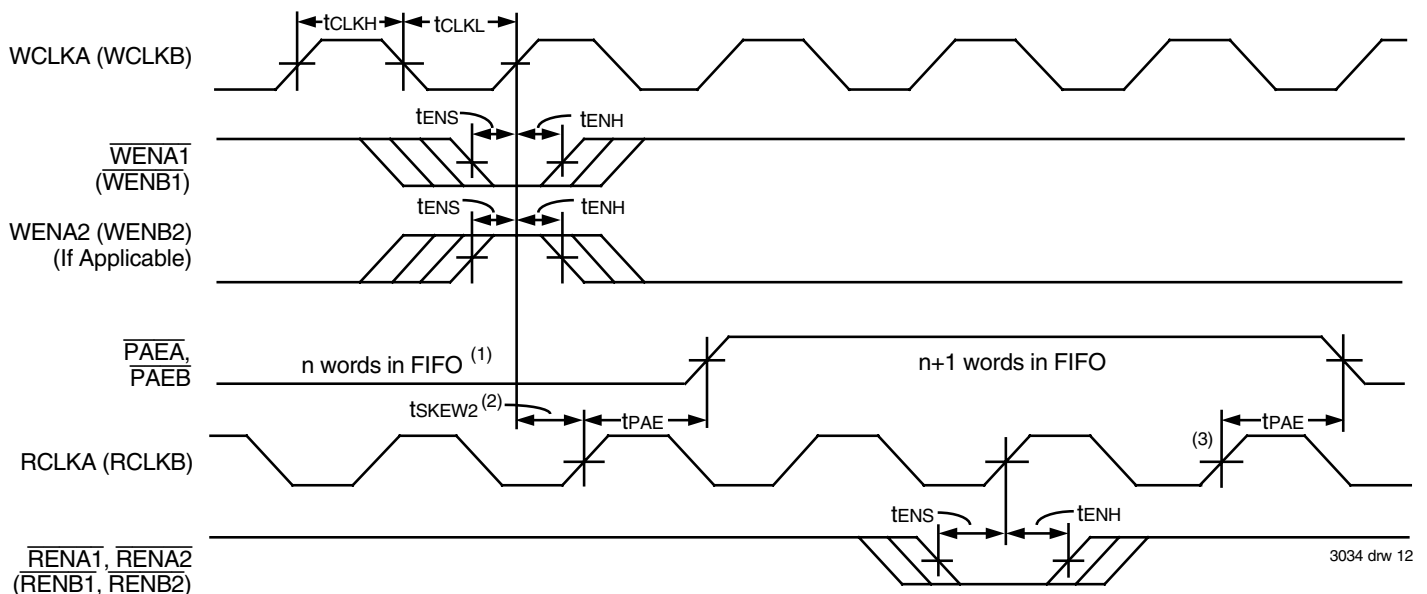 tCLKH tCLKL
WCLKA (WCLKB)
tENS tENH
WENA1
(WENB1)
tENS tENH
WENA2 (WENB2)
(If Applicable)
PAEA,
PAEB
n words in FIFO (1)
n+1 words in FIFO
tSKEW2 (2) tPAE tPAE
RCLKA (RCLKB)
(3)
tENS tENH
RENA1, RENA2
(RENB1, RENB2)
3034 drw 12